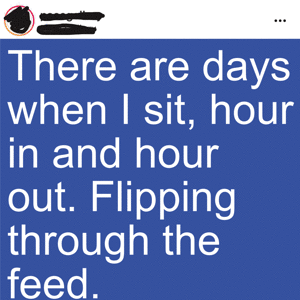 There are days
when I sit, hour
in and hour
out. Flipping
through the
feed.